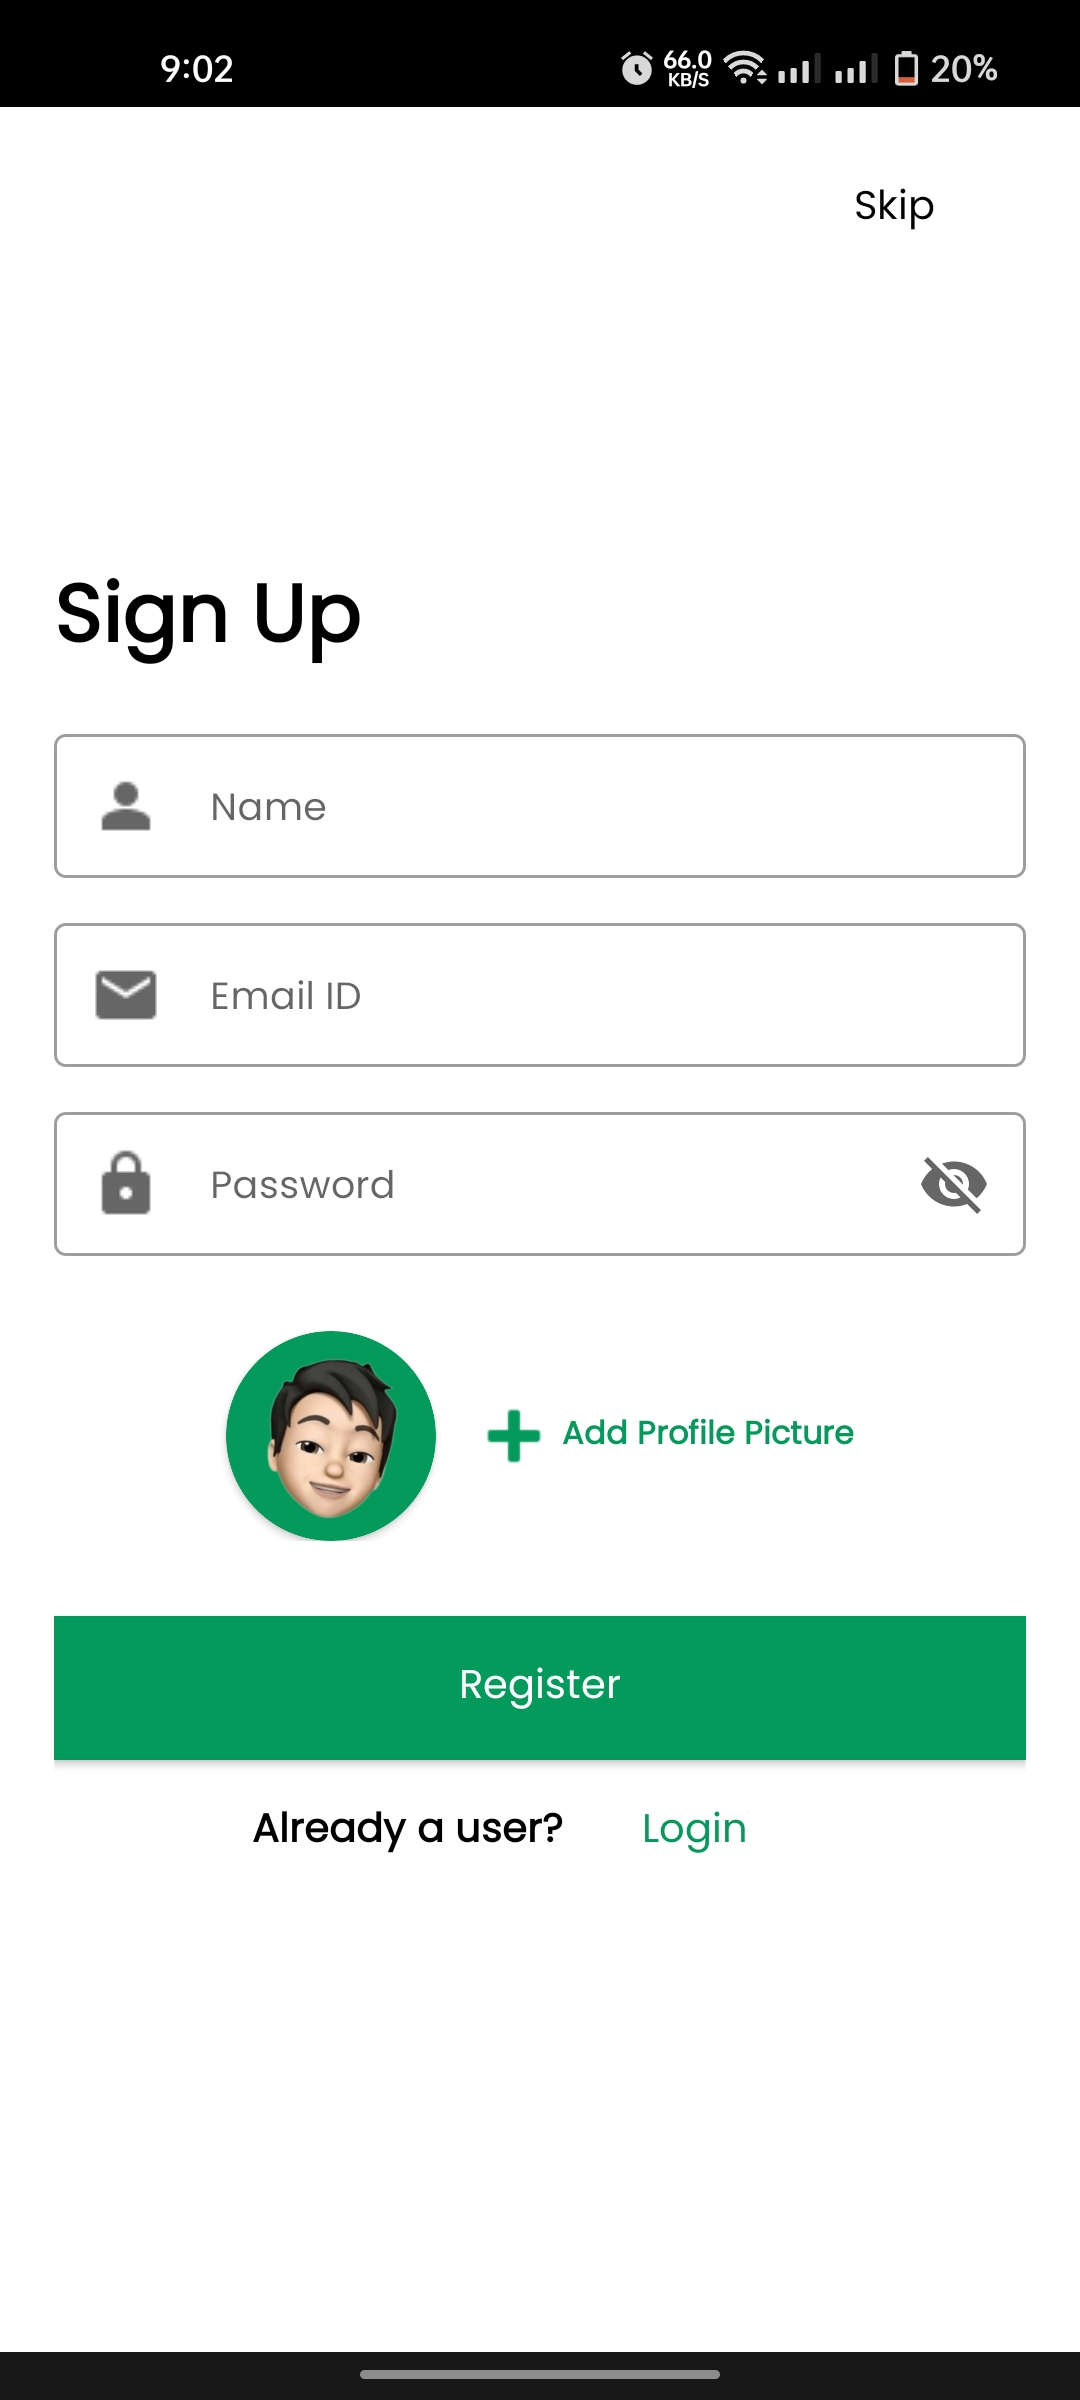 9:02 66.0 KB/S 20%
Skip
Sign Up
Name
Email ID
Password
Add Profile Picture
Register
Already a user? Login